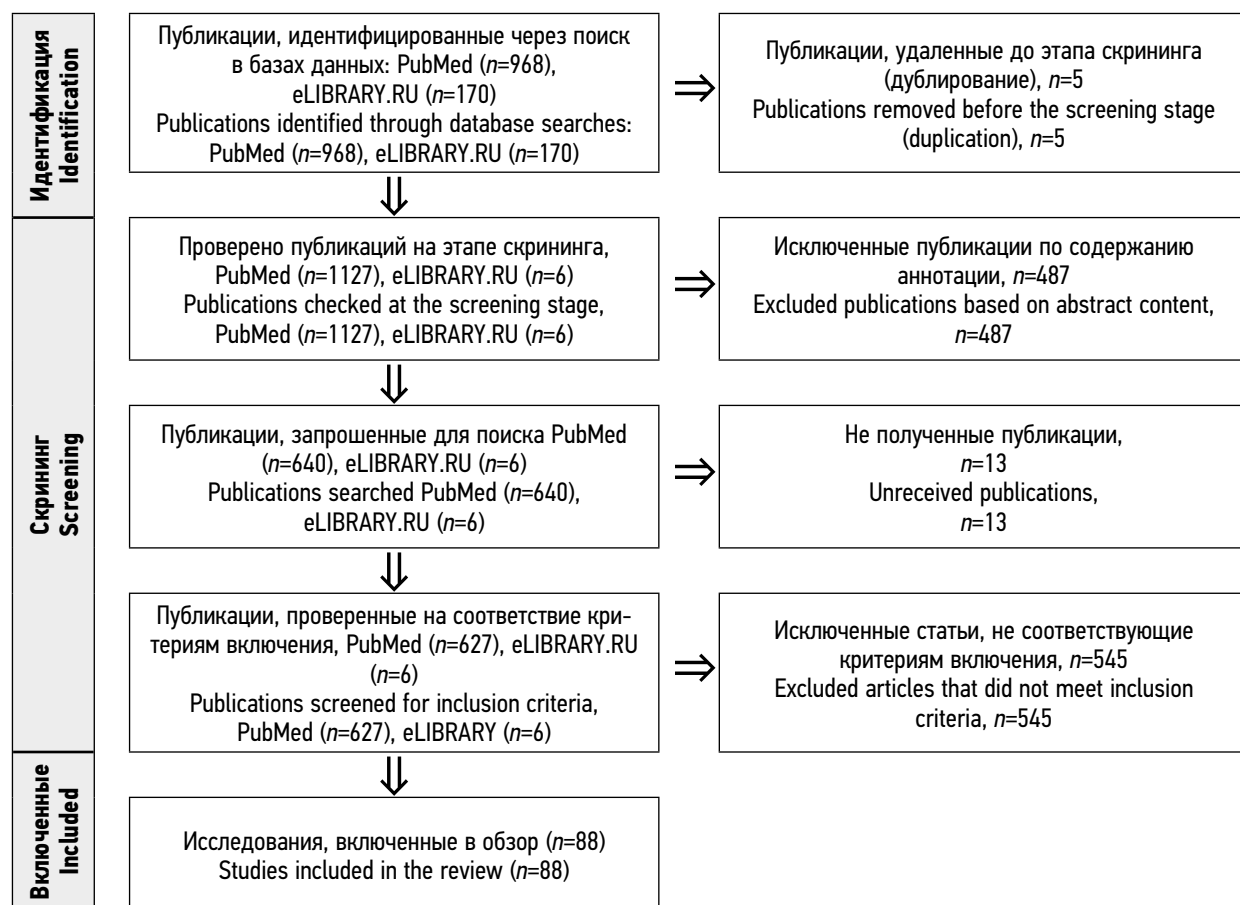 Идентификация
Identification
Публикации, идентифицированные через поиск
в базах данных: PubMed (n=968),
eLIBRARY.RU (n=170)
Publications identified through database searches:
PubMed (n=968), eLIBRARY.RU (n=170)
Публикации, удаленные до этапа скрининга
(дублирование), n=5
Publications removed before the screening stage
(duplication), n=5
Скрининг
Screening
Проверено публикаций на этапе скрининга,
PubMed (n=1127), eLIBRARY.RU (n=6)
Publications checked at the screening stage,
PubMed (n=1127), eLIBRARY.RU (n=6)
Исключенные публикации по содержанию
аннотации, n=487
Excluded publications based on abstract content,
n=487
Публикации, запрошенные для поиска PubMed
(n=640), eLIBRARY.RU (n=6)
Publications searched PubMed (n=640),
eLIBRARY.RU (n=6)
Не полученные публикации,
n=13
Unreceived publications,
n=13
Публикации, проверенные на соответствие кри-
териям включения, PubMed (n=627), eLIBRARY.RU
(n=6)
Publications screened for inclusion criteria,
PubMed (n=627), eLIBRARY (n=6)
Исключенные статьи, не соответствующие
критериям включения, n=545
Excluded articles that did not meet inclusion
criteria, n=545
Включенные
Included
Исследования, включенные в обзор (n=88)
Studies included in the review (n=88)